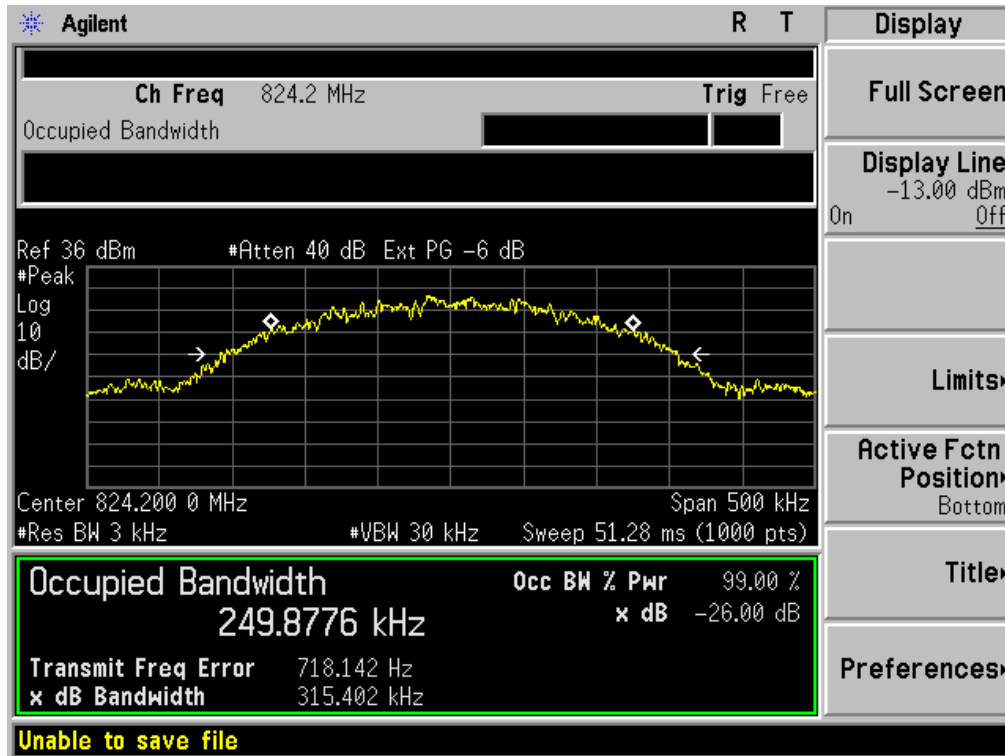 Agilent R T Display
Ch Freq 824.2 MHz Trig Free
Full Screen
Occupied Bandwidth
Display Line
-13.00 dBm
On Off
Ref 36 dBm #Atten 40 dB Ext PG -6 dB
#Peak
Log
10
dB/
Limits
Active Fctn
Position
Bottom
Center 824.200 0 MHz Span 500 kHz
#Res BW 3 kHz #VBW 30 kHz Sweep 51.28 ms (1000 pts)
Occupied Bandwidth Occ BW % Pwr 99.00 %
249.8776 kHz x dB -26.00 dB
Title
Transmit Freq Error 718.142 Hz
x dB Bandwidth 315.402 kHz
Preferences
Unable to save file